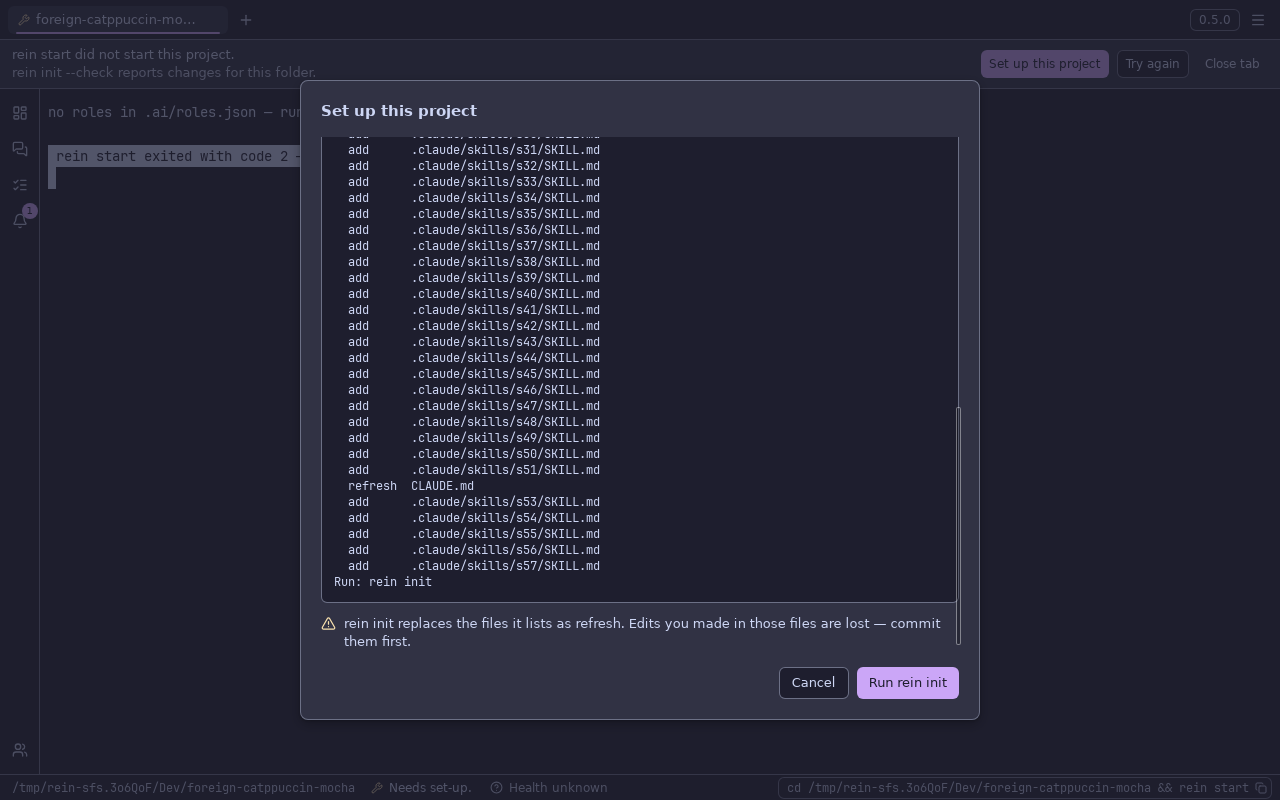 foreign-catppuccin-mo…
0.5.0
rein start did not start this project.
rein init --check reports changes for this folder.
Set up this project
Try again
Close tab
no roles in .ai/roles.json — run
rein start exited with code 2 –
1
Set up this project
add .claude/skills/s31/SKILL.md
add .claude/skills/s32/SKILL.md
add .claude/skills/s33/SKILL.md
add .claude/skills/s34/SKILL.md
add .claude/skills/s35/SKILL.md
add .claude/skills/s36/SKILL.md
add .claude/skills/s37/SKILL.md
add .claude/skills/s38/SKILL.md
add .claude/skills/s39/SKILL.md
add .claude/skills/s40/SKILL.md
add .claude/skills/s41/SKILL.md
add .claude/skills/s42/SKILL.md
add .claude/skills/s43/SKILL.md
add .claude/skills/s44/SKILL.md
add .claude/skills/s45/SKILL.md
add .claude/skills/s46/SKILL.md
add .claude/skills/s47/SKILL.md
add .claude/skills/s48/SKILL.md
add .claude/skills/s49/SKILL.md
add .claude/skills/s50/SKILL.md
add .claude/skills/s51/SKILL.md
refresh CLAUDE.md
add .claude/skills/s53/SKILL.md
add .claude/skills/s54/SKILL.md
add .claude/skills/s55/SKILL.md
add .claude/skills/s56/SKILL.md
add .claude/skills/s57/SKILL.md
Run: rein init
rein init replaces the files it lists as refresh. Edits you made in those files are lost — commit
them first.
Cancel
Run rein init
/tmp/rein-sfs.3o6QoF/Dev/foreign-catppuccin-mocha
Needs set-up.
Health unknown
cd /tmp/rein-sfs.3o6QoF/Dev/foreign-catppuccin-mocha && rein start